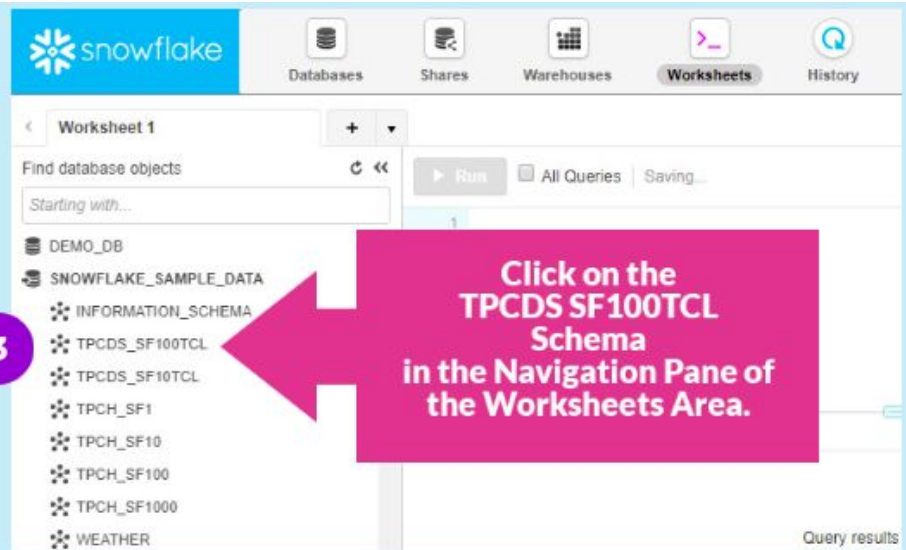 snowflake
Databases
Shares
Warehouses
Worksheets
History
Worksheet 1
Find database objects
Starting with...
Run
All Queries
Saving...
1
DEMO_DB
SNOWFLAKE_SAMPLE_DATA
INFORMATION_SCHEMA
TPCDS_SF100TCL
TPCDS_SF10TCL
TPCH_SF1
TPCH_SF10
TPCH_SF100
TPCH_SF1000
WEATHER
3
Click on the
TPCDS SF100TCL
Schema
in the Navigation Pane of
the Worksheets Area.
Query results